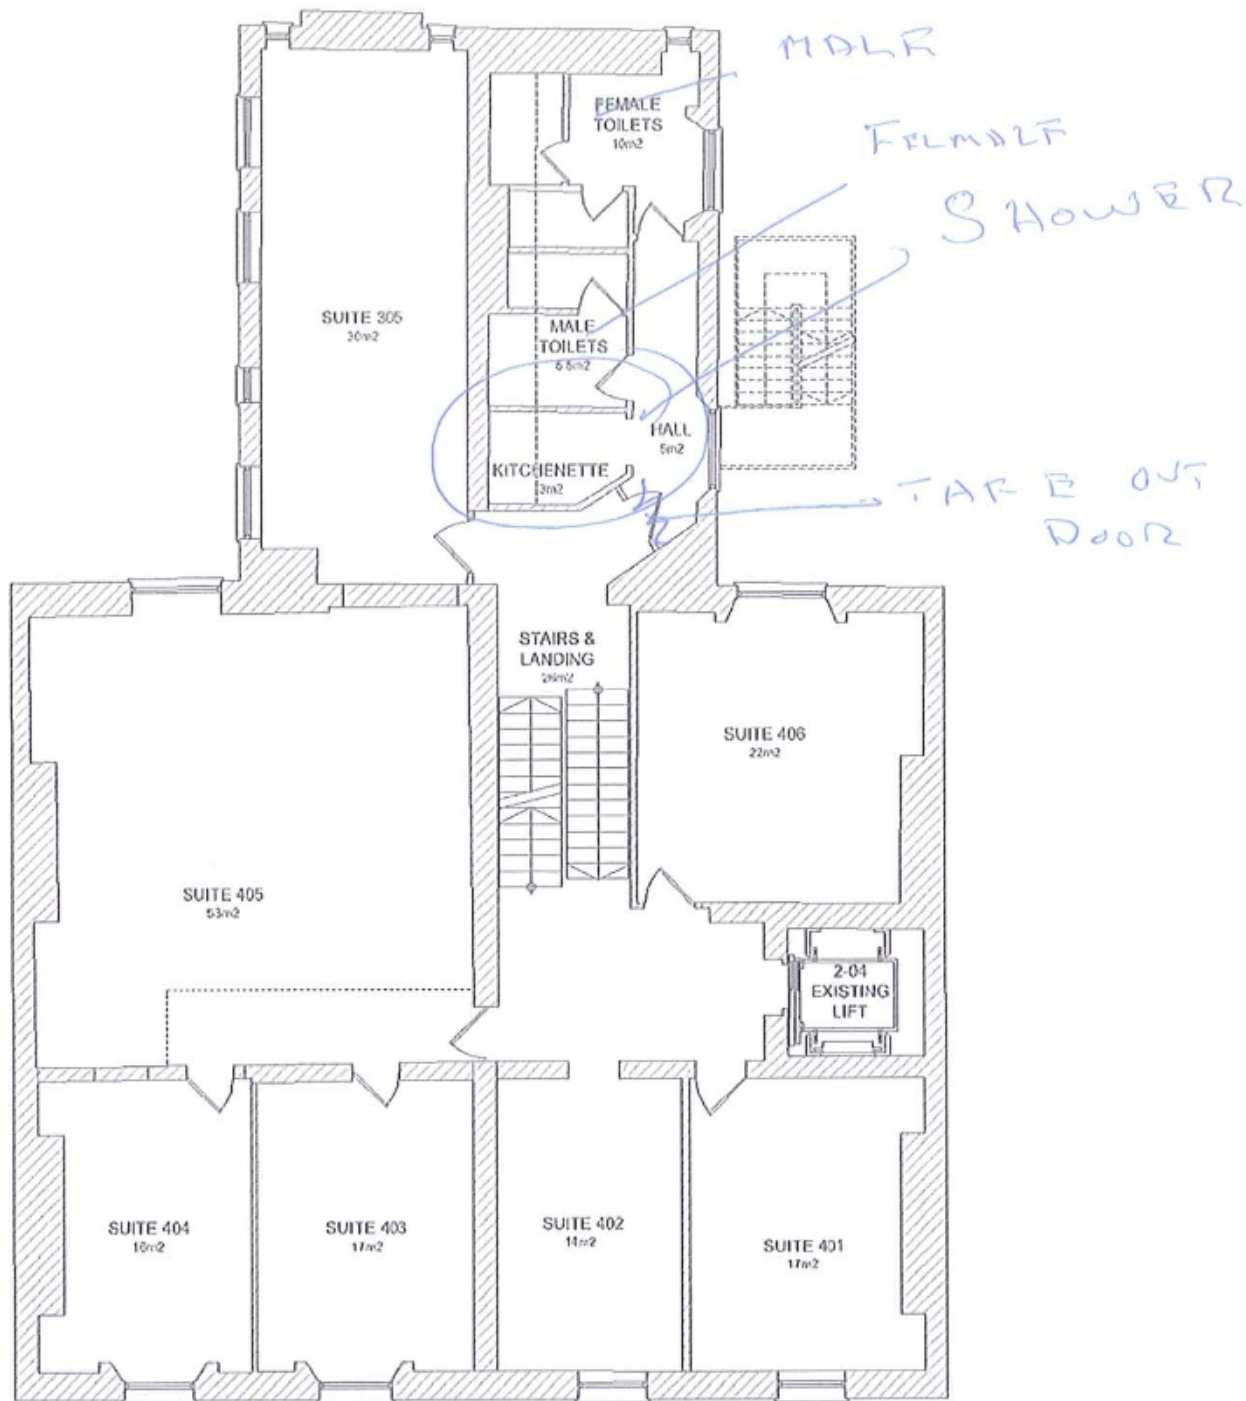 MALE
FEMALE
TOILETS
10m2
FEMALE
SHOWER
SUITE 305
30m2
MALE
TOILETS
HALL
5m2
KITCHENETTE
3m2
TAKE OUT
DOOR
STAIRS &
LANDING
SUITE 406
22m2
SUITE 405
53m2
2-04
EXISTING
LIFT
SUITE 404
16m2
SUITE 403
17m2
SUITE 402
14m2
SUITE 401
17m2